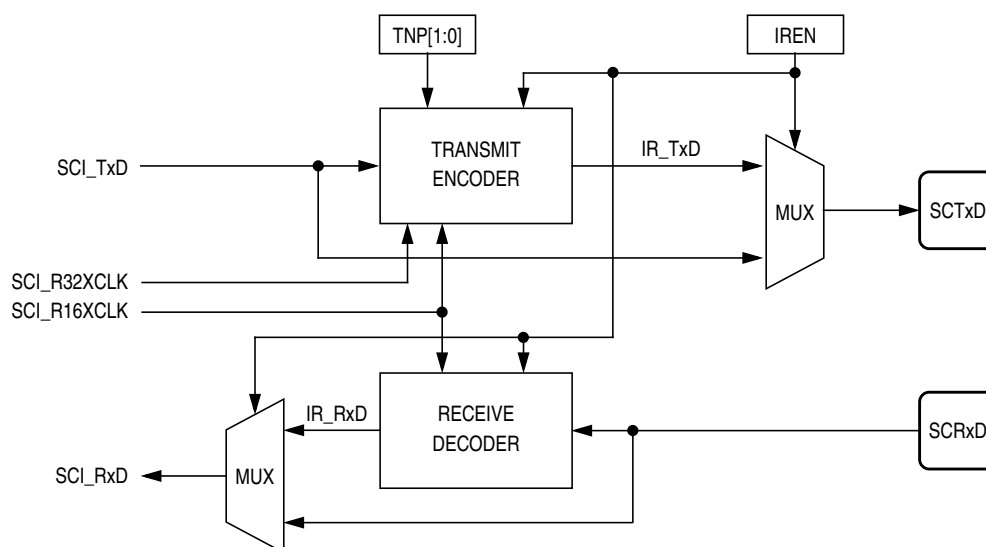 TNP[1:0]
IREN
SCI_TxD
TRANSMIT
ENCODER
IR_TxD
MUX
SCTxD
SCI_R32XCLK
SCI_R16XCLK
IR_RxD
RECEIVE
DECODER
SCRxD
SCI_RxD
MUX